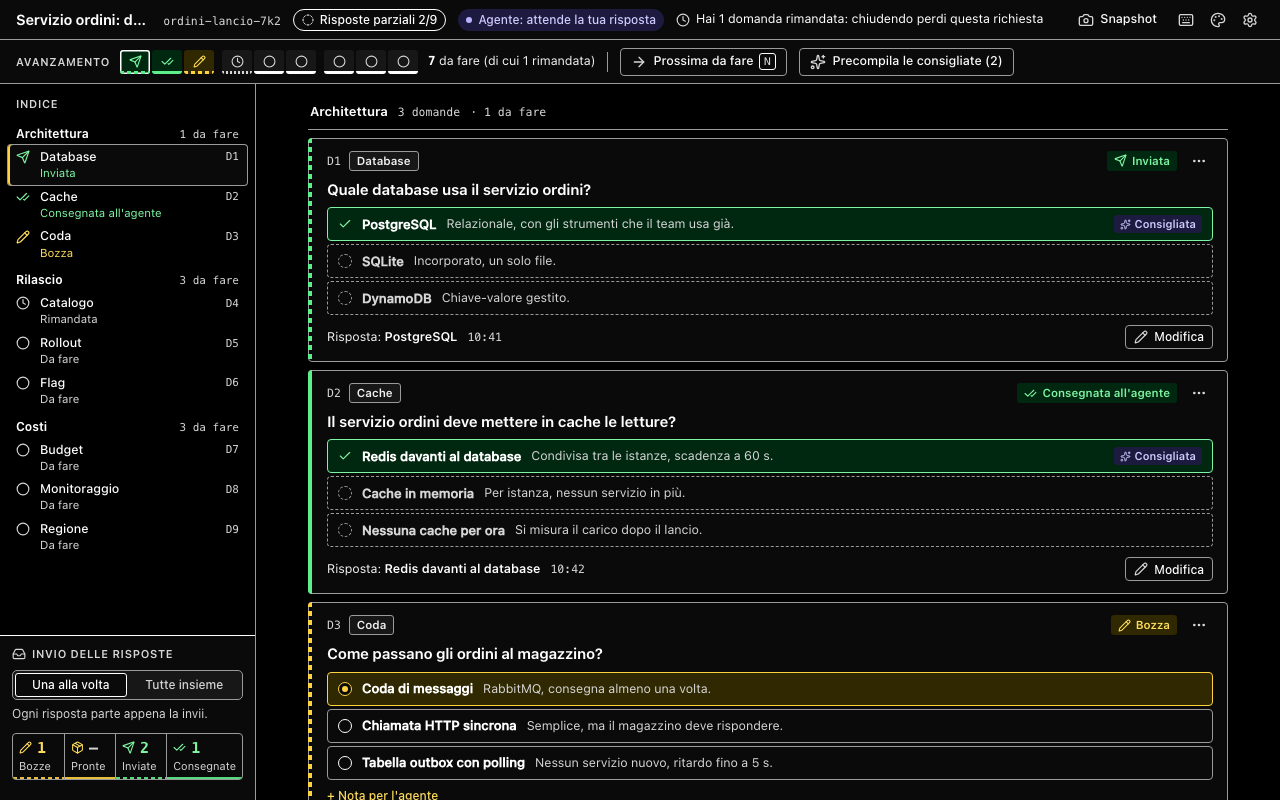 Servizio ordini: d... ordini-lancio-7k2 Risposte parziali 2/9 Agente: attende la tua risposta Hai 1 domanda rimandata: chiudendo perdi questa richiesta Snapshot
AVANZAMENTO 7 da fare (di cui 1 rimandata) Prossima da fare N Precompila le consigliate (2)
INDICE
Architettura 1 da fare
Database D1
Inviata
Cache D2
Consegnata all'agente
Coda D3
Bozza
Rilascio 3 da fare
Catalogo D4
Rimandata
Rollout D5
Da fare
Flag D6
Da fare
Costi 3 da fare
Budget D7
Da fare
Monitoraggio D8
Da fare
Regione D9
Da fare
INVIO DELLE RISPOSTE
Una alla volta Tutte insieme
Ogni risposta parte appena la invii.
1 – 2 1
Bozze Pronte Inviate Consegnate
Architettura 3 domande · 1 da fare
D1 Database Inviata
Quale database usa il servizio ordini?
PostgreSQL Relazionale, con gli strumenti che il team usa già. Consigliata
SQLite Incorporato, un solo file.
DynamoDB Chiave-valore gestito.
Risposta: PostgreSQL 10:41 Modifica
D2 Cache Consegnata all'agente
Il servizio ordini deve mettere in cache le letture?
Redis davanti al database Condivisa tra le istanze, scadenza a 60 s. Consigliata
Cache in memoria Per istanza, nessun servizio in più.
Nessuna cache per ora Si misura il carico dopo il lancio.
Risposta: Redis davanti al database 10:42 Modifica
D3 Coda Bozza
Come passano gli ordini al magazzino?
Coda di messaggi RabbitMQ, consegna almeno una volta.
Chiamata HTTP sincrona Semplice, ma il magazzino deve rispondere.
Tabella outbox con polling Nessun servizio nuovo, ritardo fino a 5 s.
+ Nota per l'agente